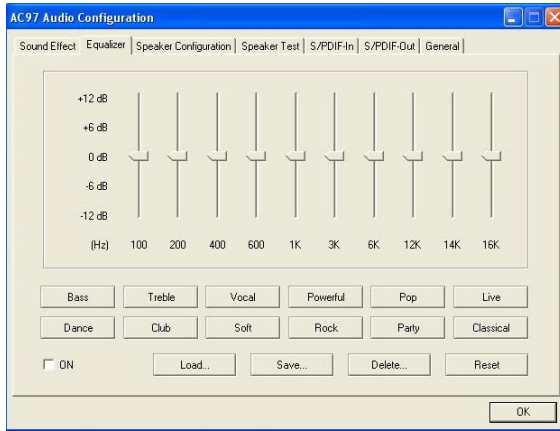 AC97 Audio Configuration
Sound Effect Equalizer Speaker Configuration Speaker Test S/PDIF-In S/PDIF-Out General
+12 dB
+6 dB
0 dB
-6 dB
-12 dB
(Hz) 100 200 400 600 1K 3K 6K 12K 14K 16K
Bass Treble Vocal Powerful Pop Live
Dance Club Soft Rock Party Classical
ON Load... Save... Delete... Reset
OK